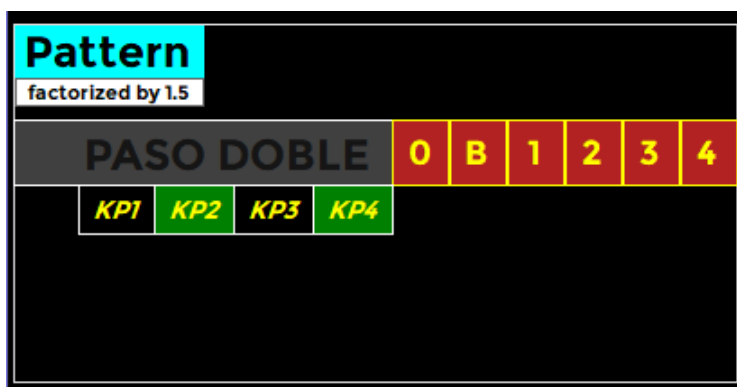 Pattern
factorized by 1.5
PASO DOBLE 0 B 1 2 3 4
KP1 KP2 KP3 KP4